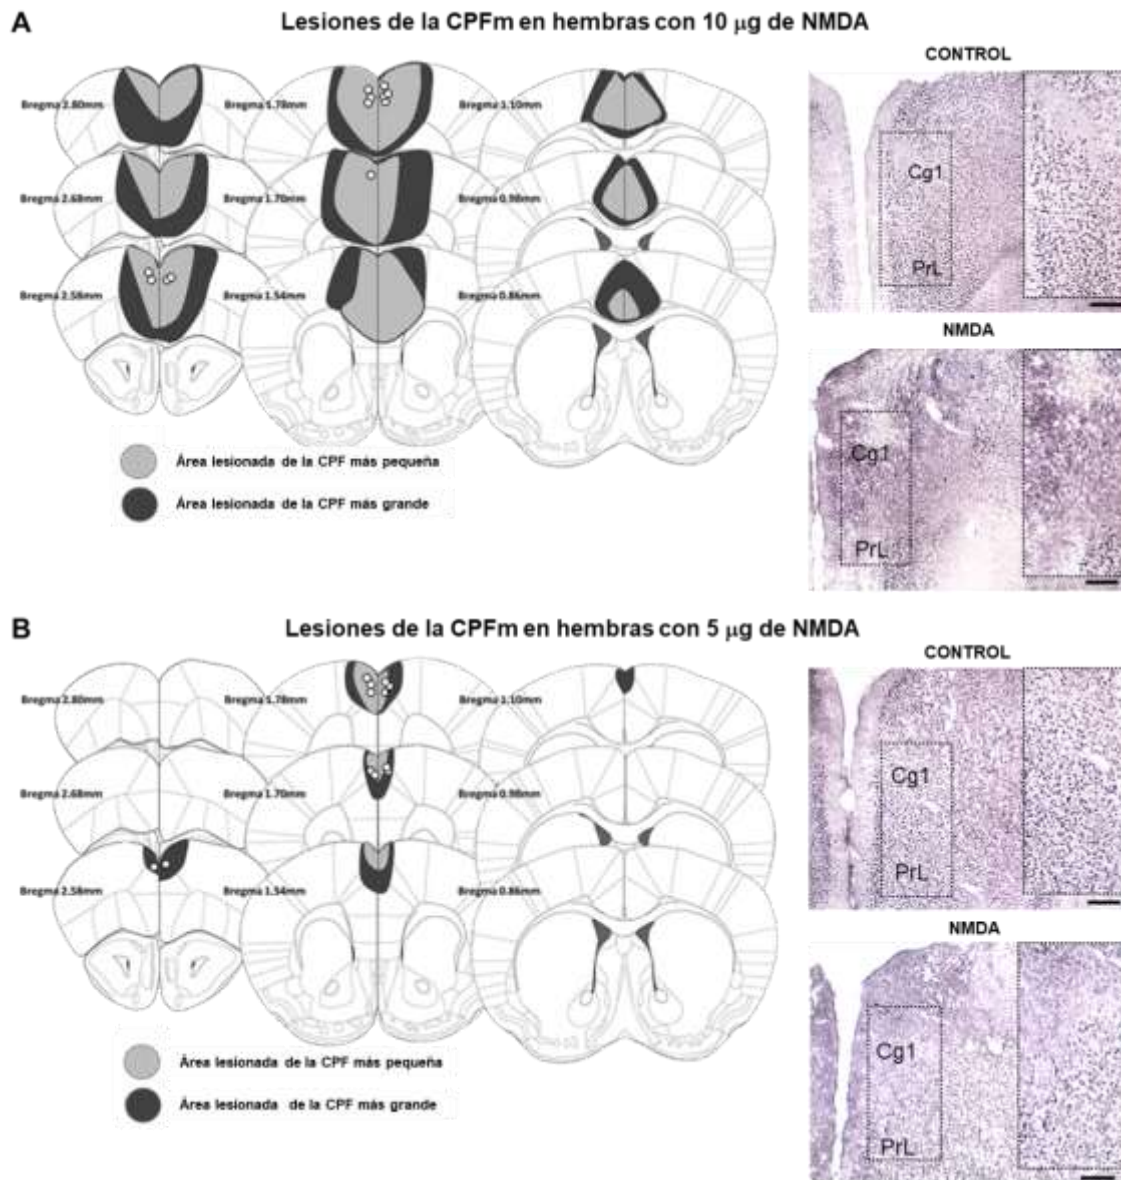 A
Lesiones de la CPFm en hembras con 10 µg de NMDA
CONTROL
Bregma 2.80mm
Bregma 1.78mm
Bregma 1.10mm
Bregma 2.68mm
Bregma 1.70mm
Bregma 0.98mm
Bregma 2.58mm
Bregma 1.54mm
Bregma 0.86mm
Cg1
PrL
NMDA
Cg1
PrL
Área lesionada de la CPF más pequeña
Área lesionada de la CPF más grande
B
Lesiones de la CPFm en hembras con 5 µg de NMDA
CONTROL
Bregma 2.80mm
Bregma 1.78mm
Bregma 1.10mm
Bregma 2.68mm
Bregma 1.70mm
Bregma 0.98mm
Bregma 2.58mm
Bregma 1.54mm
Bregma 0.86mm
Cg1
PrL
NMDA
Cg1
PrL
Área lesionada de la CPF más pequeña
Área lesionada de la CPF más grande